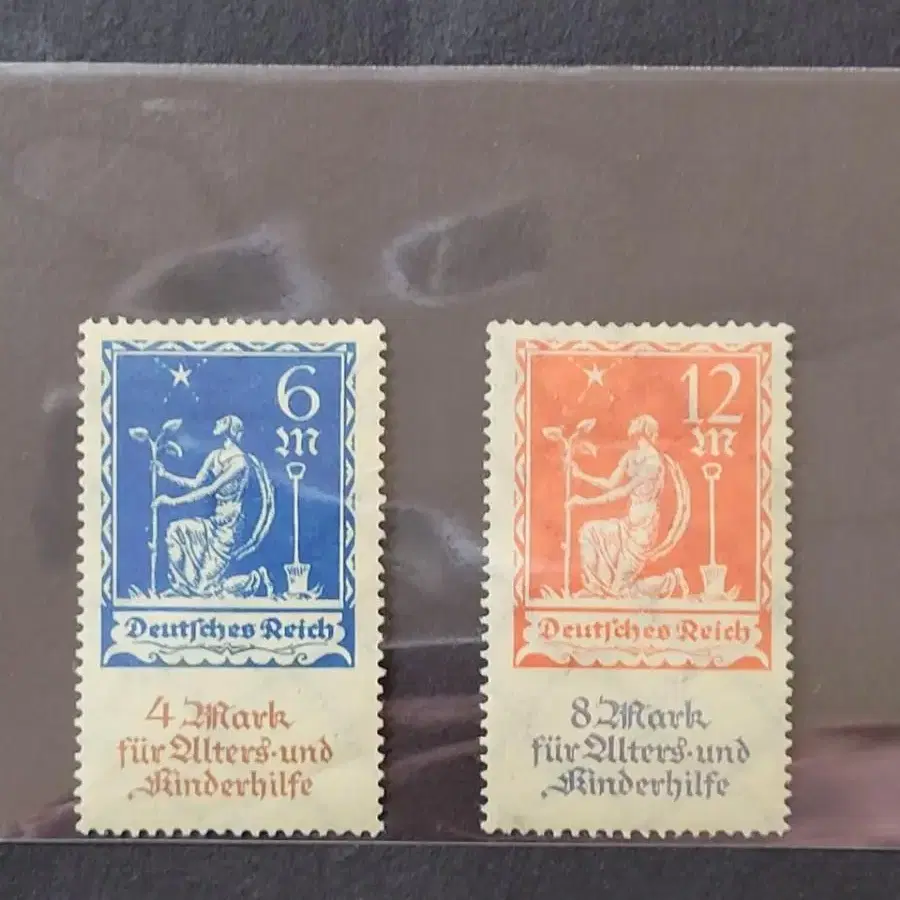 6
M
Deutſches Reich
4 Mark
für Alters-und
Kinderhilfe
12
M
Deutſches Reich
8 Mark
für Alters-und
Kinderhilfe